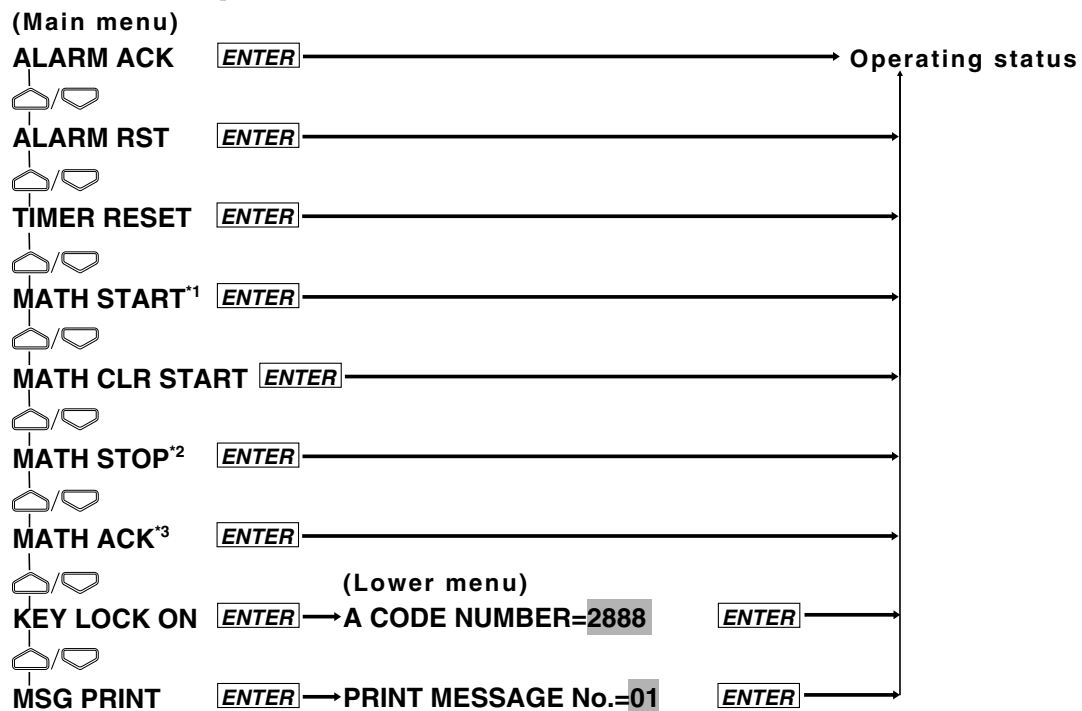 (Main menu)
ALARM ACK ENTER Operating status
/
ALARM RST ENTER
/
TIMER RESET ENTER
/
MATH START*1 ENTER
/
MATH CLR START ENTER
/
MATH STOP*2 ENTER
/
MATH ACK*3 ENTER
/
(Lower menu)
KEY LOCK ON ENTER A CODE NUMBER=2888 ENTER
/
MSG PRINT ENTER PRINT MESSAGE No.=01 ENTER